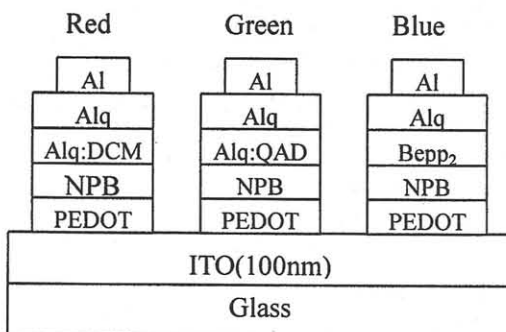 Red Green Blue
Al Al Al
Alq Alq Alq
Alq:DCM Alq:QAD Bepp₂
NPB NPB NPB
PEDOT PEDOT PEDOT
ITO(100nm)
Glass